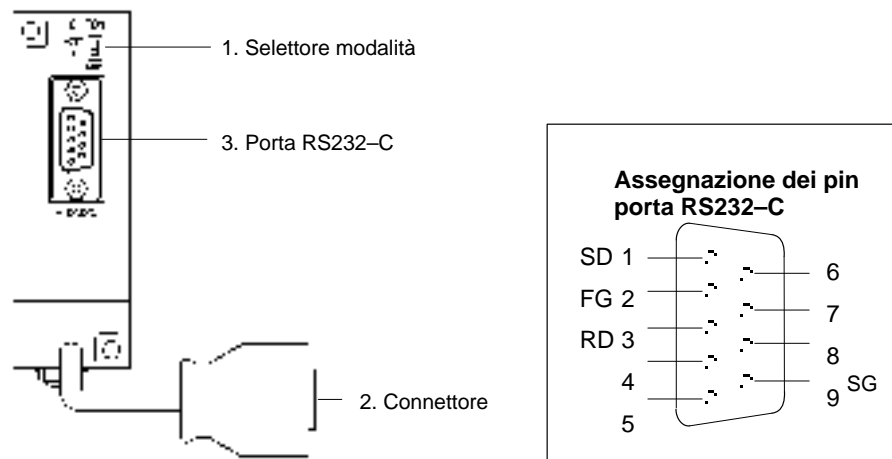 1. Selettore modalità
3. Porta RS232–C
2. Connettore
Assegnazione dei pin
porta RS232–C
SD 1
FG 2
RD 3
4
5
6
7
8
9 SG